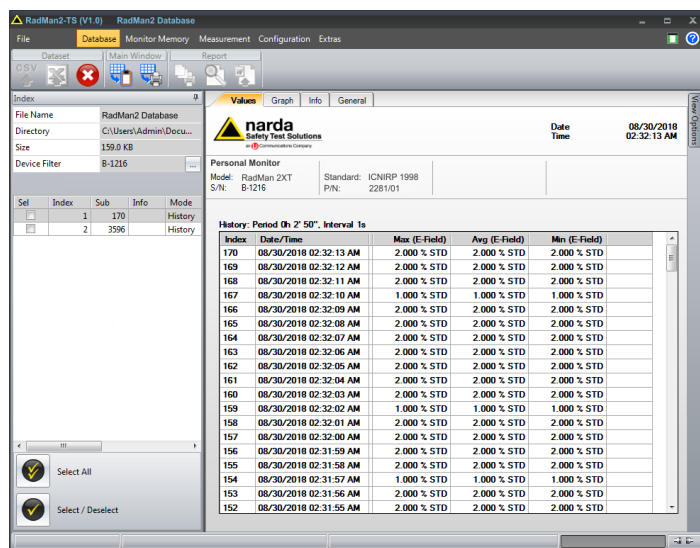 RadMan2-TS (V1.0) RadMan2 Database
File Database Monitor Memory Measurement Configuration Extras
Dataset Main Window Report
CSV
Index
File Name RadMan2 Database
Directory C:\Users\Admin\Docu...
Size 159.0 KB
Device Filter B-1216 ...
Sel Index Sub Info Mode
1 170 History
2 3596 History
Select All
Select / Deselect
Values Graph Info General
View Options
narda
Safety Test Solutions
an L3 Communications Company
Date 08/30/2018
Time 02:32:13 AM
Personal Monitor
Model: RadMan 2XT Standard: ICNIRP 1998
S/N: B-1216 P/N: 2281/01
History: Period 0h 2' 50", Interval 1s
Index Date/Time Max (E-Field) Avg (E-Field) Min (E-Field)
170 08/30/2018 02:32:13 AM 2.000 % STD 2.000 % STD 2.000 % STD
169 08/30/2018 02:32:12 AM 2.000 % STD 2.000 % STD 2.000 % STD
168 08/30/2018 02:32:11 AM 2.000 % STD 2.000 % STD 2.000 % STD
167 08/30/2018 02:32:10 AM 1.000 % STD 1.000 % STD 1.000 % STD
166 08/30/2018 02:32:09 AM 2.000 % STD 2.000 % STD 2.000 % STD
165 08/30/2018 02:32:08 AM 2.000 % STD 2.000 % STD 2.000 % STD
164 08/30/2018 02:32:07 AM 2.000 % STD 2.000 % STD 2.000 % STD
163 08/30/2018 02:32:06 AM 2.000 % STD 2.000 % STD 2.000 % STD
162 08/30/2018 02:32:05 AM 2.000 % STD 2.000 % STD 2.000 % STD
161 08/30/2018 02:32:04 AM 2.000 % STD 2.000 % STD 2.000 % STD
160 08/30/2018 02:32:03 AM 2.000 % STD 2.000 % STD 2.000 % STD
159 08/30/2018 02:32:02 AM 1.000 % STD 1.000 % STD 1.000 % STD
158 08/30/2018 02:32:01 AM 2.000 % STD 2.000 % STD 2.000 % STD
157 08/30/2018 02:32:00 AM 2.000 % STD 2.000 % STD 2.000 % STD
156 08/30/2018 02:31:59 AM 2.000 % STD 2.000 % STD 2.000 % STD
155 08/30/2018 02:31:58 AM 2.000 % STD 2.000 % STD 2.000 % STD
154 08/30/2018 02:31:57 AM 1.000 % STD 1.000 % STD 1.000 % STD
153 08/30/2018 02:31:56 AM 2.000 % STD 2.000 % STD 2.000 % STD
152 08/30/2018 02:31:55 AM 2.000 % STD 2.000 % STD 2.000 % STD